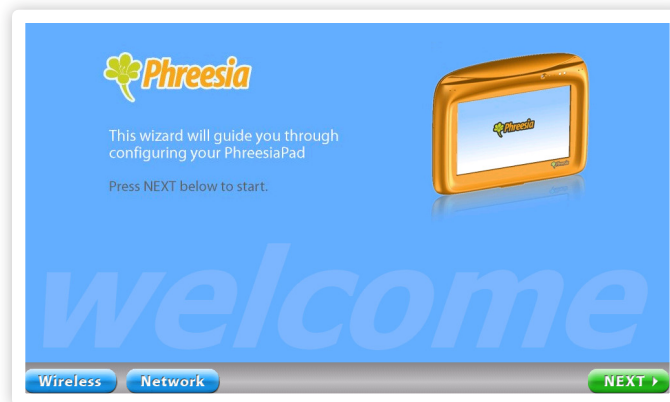 Phreesia
This wizard will guide you through
configuring your PhreesiaPad
Press NEXT below to start.
Phreesia
Phreesia
welcome
Wireless
Network
NEXT